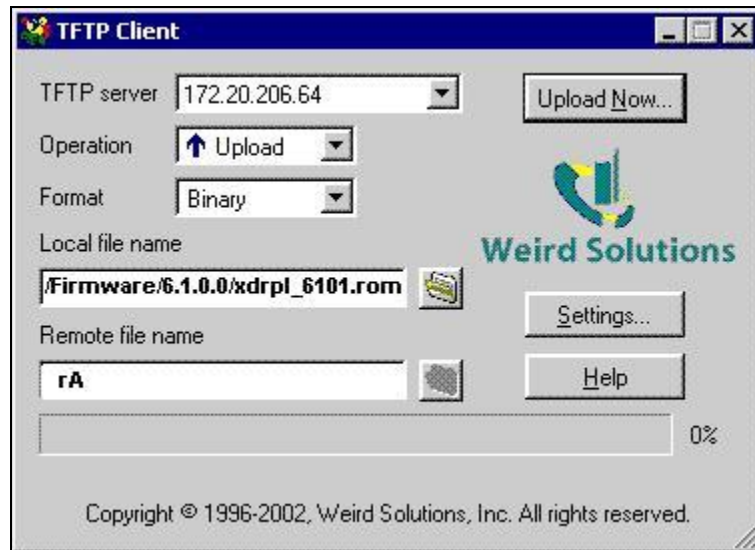 TFTP Client
TFTP server 172.20.206.64
Upload Now...
Operation Upload
Format Binary
Weird Solutions
Local file name
/Firmware/6.1.0.0/xdrpl_6101.rom
Settings...
Remote file name
rA
Help
0%
Copyright © 1996-2002, Weird Solutions, Inc. All rights reserved.